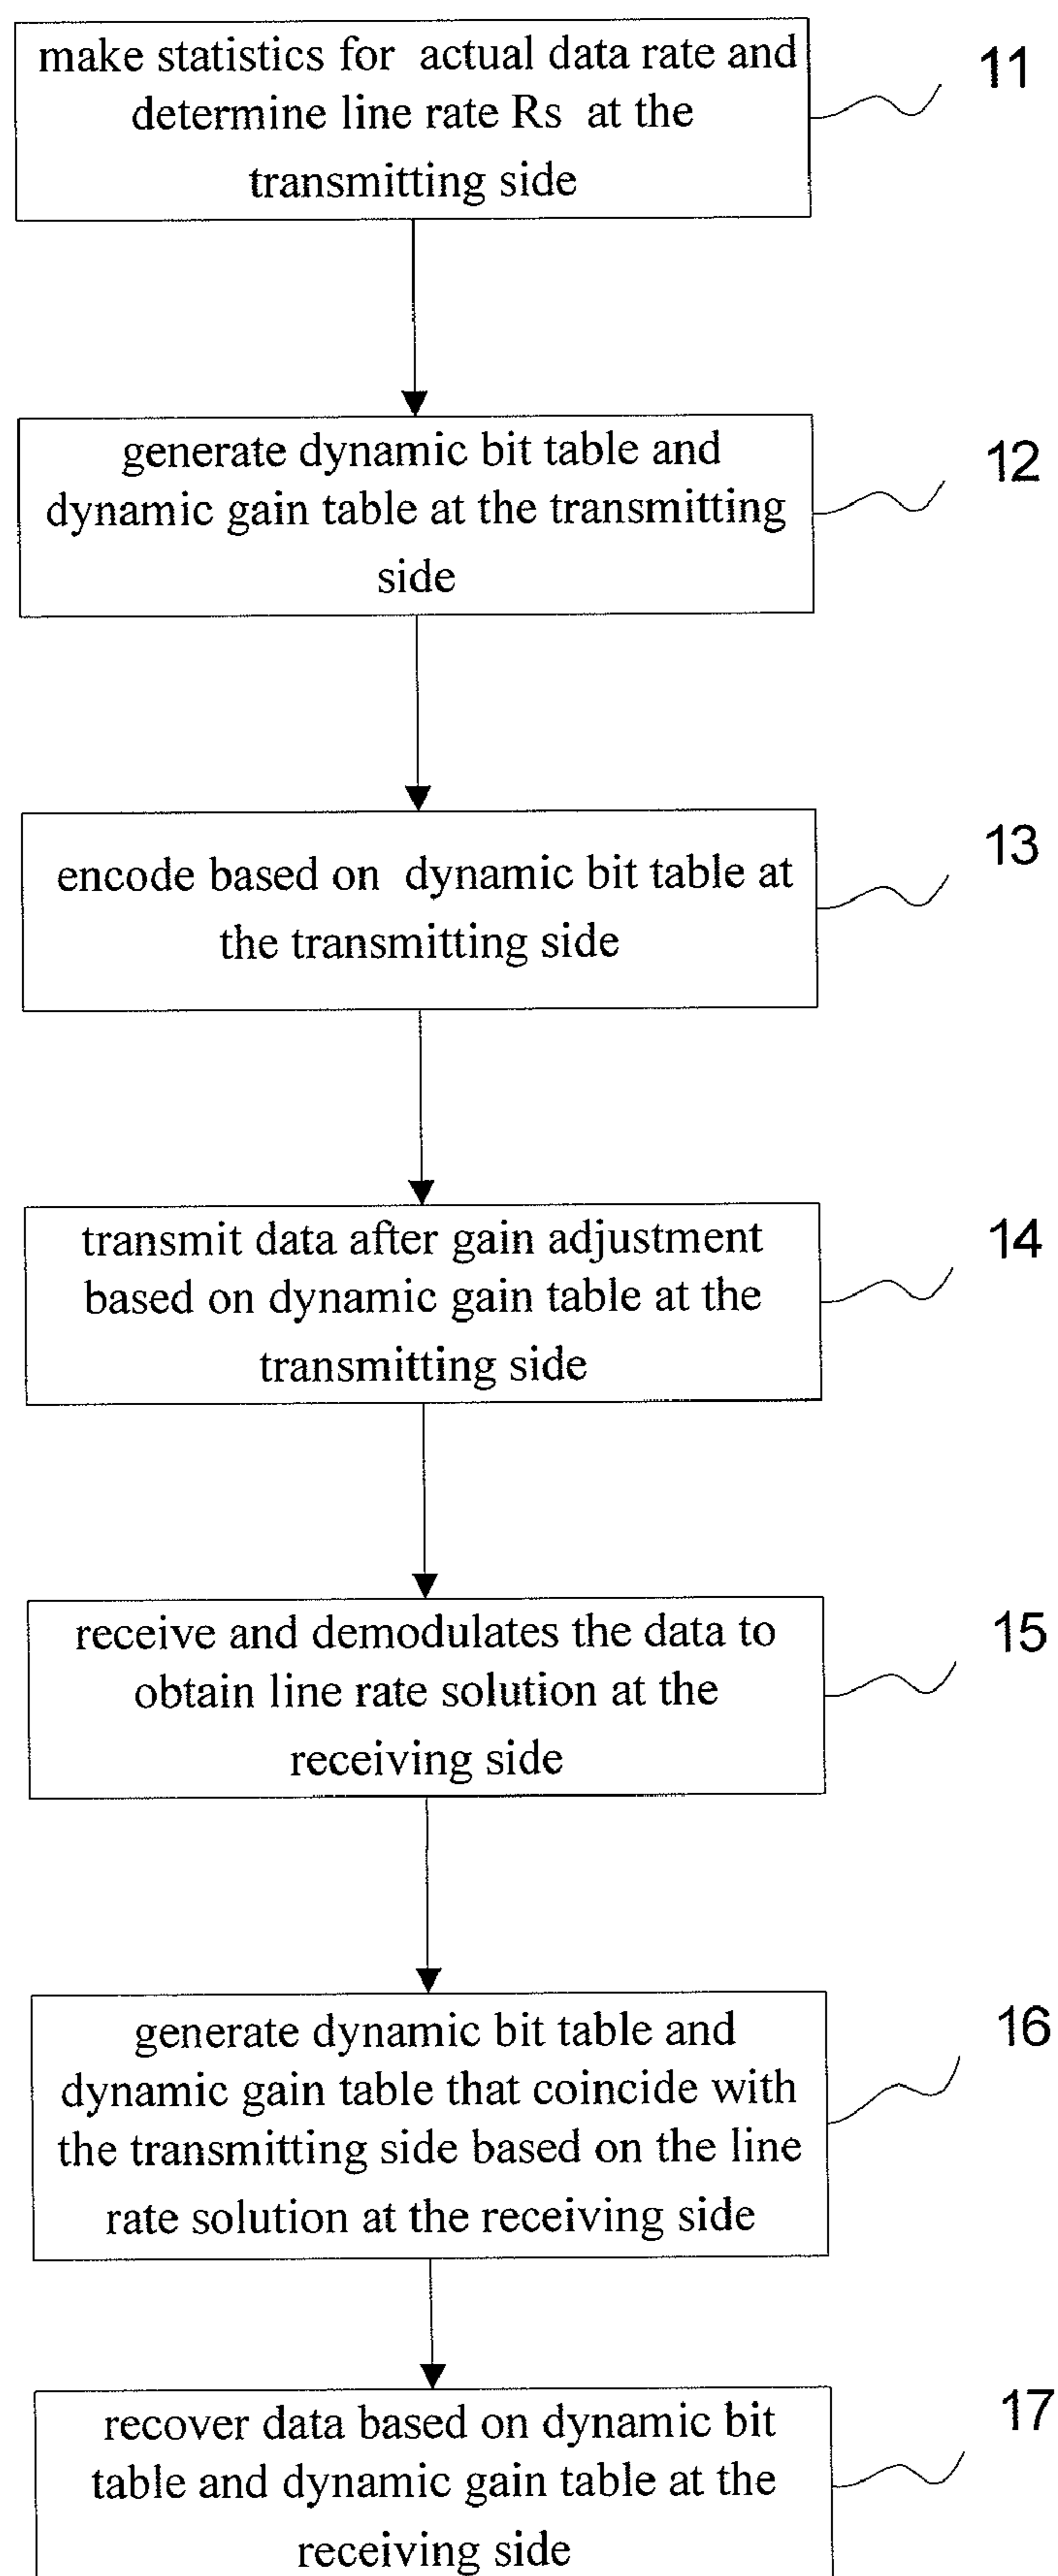 make statistics for actual data rate and
determine line rate Rs at the
transmitting side
11
generate dynamic bit table and
dynamic gain table at the transmitting
side
12
encode based on dynamic bit table at
the transmitting side
13
transmit data after gain adjustment
based on dynamic gain table at the
transmitting side
14
receive and demodulates the data to
obtain line rate solution at the
receiving side
15
generate dynamic bit table and
dynamic gain table that coincide with
the transmitting side based on the line
rate solution at the receiving side
16
recover data based on dynamic bit
table and dynamic gain table at the
receiving side
17